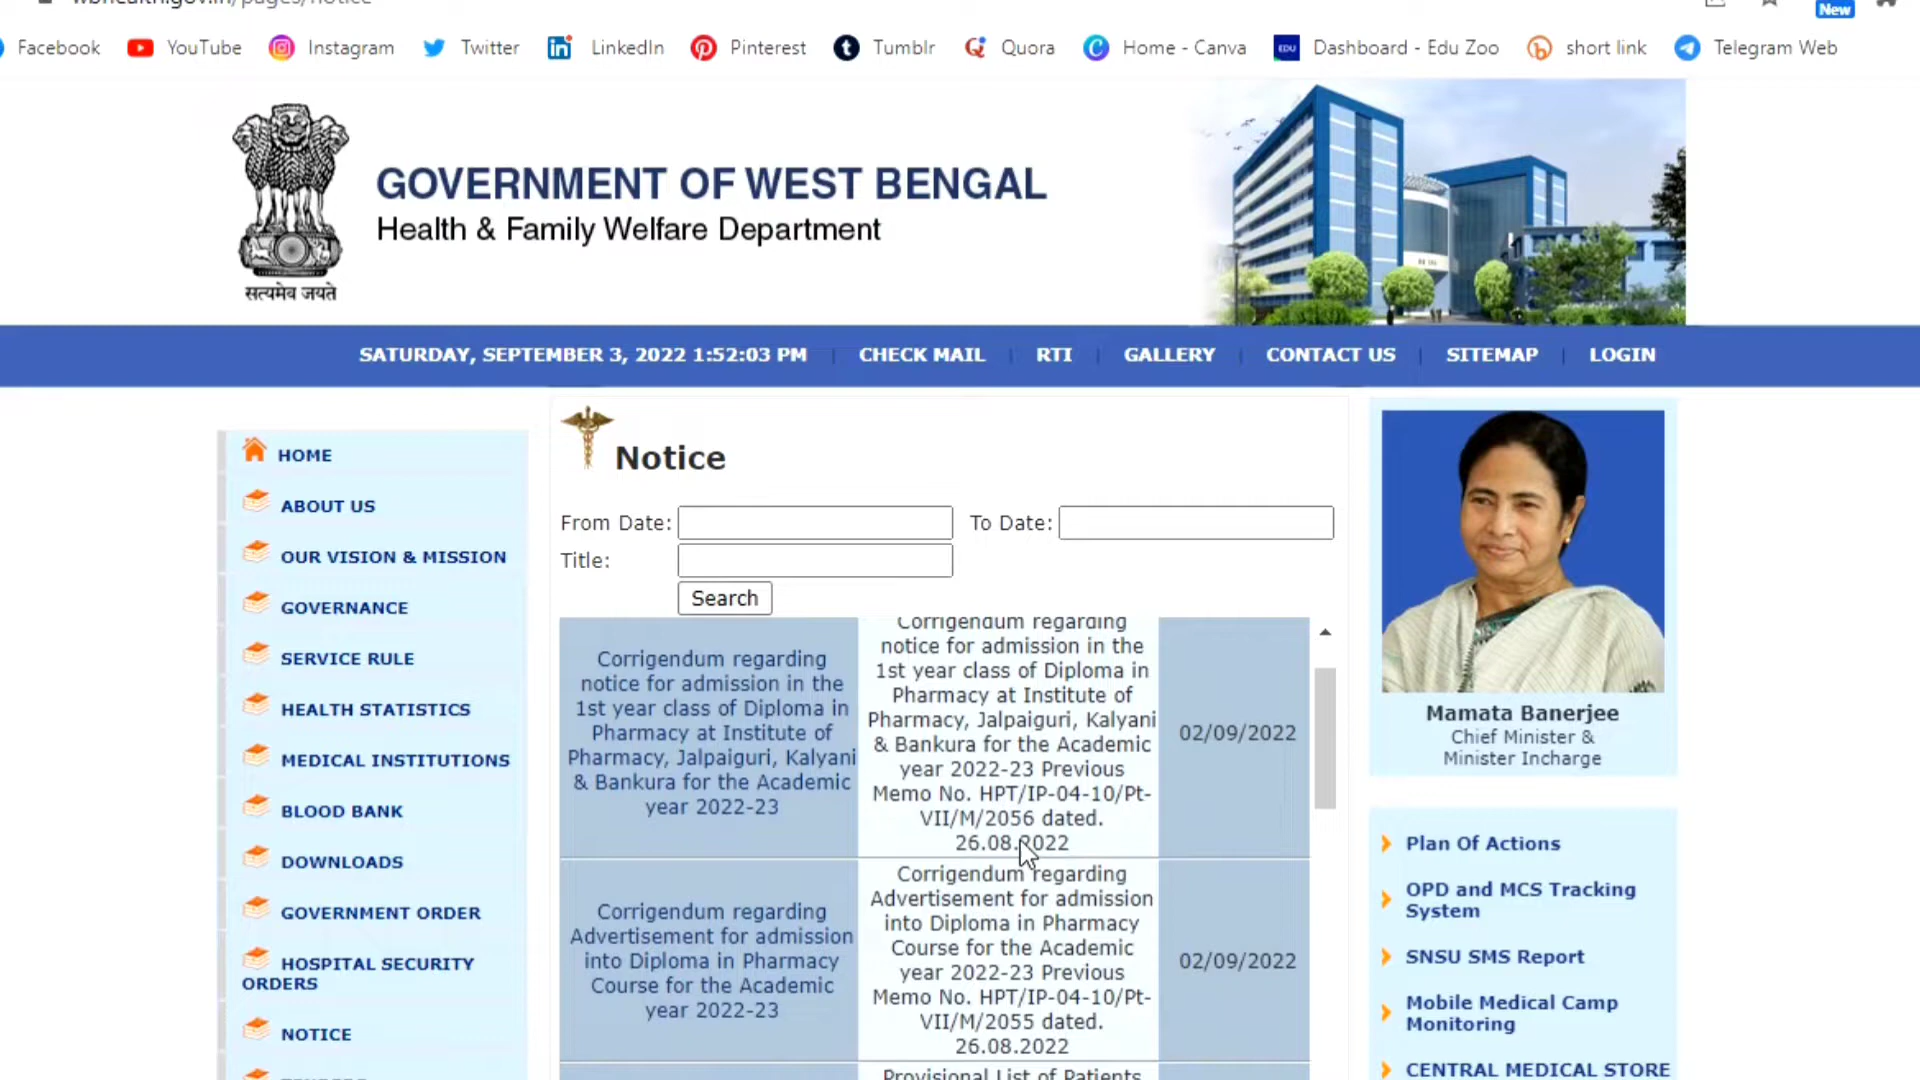 wbhealth.gov.in/pages/notice
New
Facebook
YouTube
Instagram
Twitter
LinkedIn
Pinterest
Tumblr
Quora
Home - Canva
EDU
Dashboard - Edu Zoo
short link
Telegram Web
GOVERNMENT OF WEST BENGAL
Health & Family Welfare Department
सत्यमेव जयते
SATURDAY, SEPTEMBER 3, 2022 1:52:03 PM
CHECK MAIL
RTI
GALLERY
CONTACT US
SITEMAP
LOGIN
HOME
ABOUT US
OUR VISION & MISSION
GOVERNANCE
SERVICE RULE
HEALTH STATISTICS
MEDICAL INSTITUTIONS
BLOOD BANK
DOWNLOADS
GOVERNMENT ORDER
HOSPITAL SECURITY
ORDERS
NOTICE
Notice
From Date:
To Date:
Title:
Search
Corrigendum regarding
notice for admission in the
1st year class of Diploma in
Pharmacy at Institute of
Pharmacy, Jalpaiguri, Kalyani
& Bankura for the Academic
year 2022-23
Corrigendum regarding
notice for admission in the
1st year class of Diploma in
Pharmacy at Institute of
Pharmacy, Jalpaiguri, Kalyani
& Bankura for the Academic
year 2022-23 Previous
Memo No. HPT/IP-04-10/Pt-
VII/M/2056 dated.
26.08.2022
02/09/2022
Corrigendum regarding
Advertisement for admission
into Diploma in Pharmacy
Course for the Academic
year 2022-23
Corrigendum regarding
Advertisement for admission
into Diploma in Pharmacy
Course for the Academic
year 2022-23 Previous
Memo No. HPT/IP-04-10/Pt-
VII/M/2055 dated.
26.08.2022
02/09/2022
Provisional List of Patients
Mamata Banerjee
Chief Minister &
Minister Incharge
Plan Of Actions
OPD and MCS Tracking
System
SNSU SMS Report
Mobile Medical Camp
Monitoring
CENTRAL MEDICAL STORE